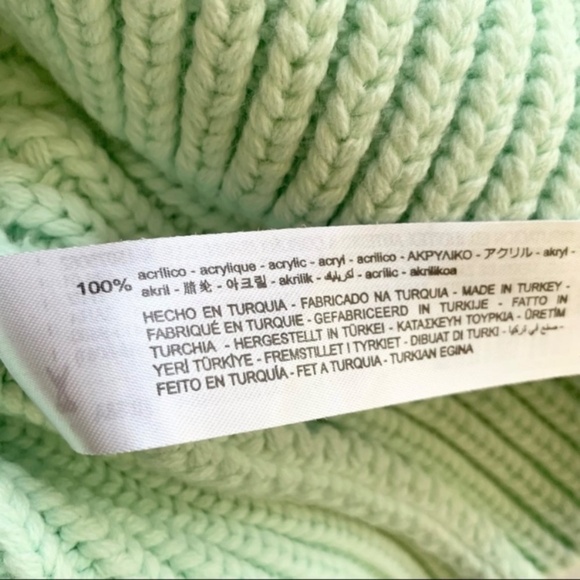 100% acrílico - acrylique - acrylic - acryl - acrilico - ΑΚΡΥΛΙΚΟ - アクリル - akryl -
akril - 腈纶 - 아크릴 - akrilik - اكريليك - acrilic - akrilikoa
HECHO EN TURQUIA - FABRICADO NA TURQUIA - MADE IN TURKEY -
FABRIQUÉ EN TURQUIE - GEFABRICEERD IN TURKIJE - FATTO IN
TURCHIA - HERGESTELLT IN TÜRKEI - ΚΑΤΑΣΚΕΥΗ ΤΟΥΡΚΙΑ - ÜRETİM
YERİ TÜRKİYE - FREMSTILLET I TYRKIET - DIBUAT DI TURKI - صنع في تركيا -
FEITO EN TURQUÍA - FET A TURQUIA - TURKIAN EGINA